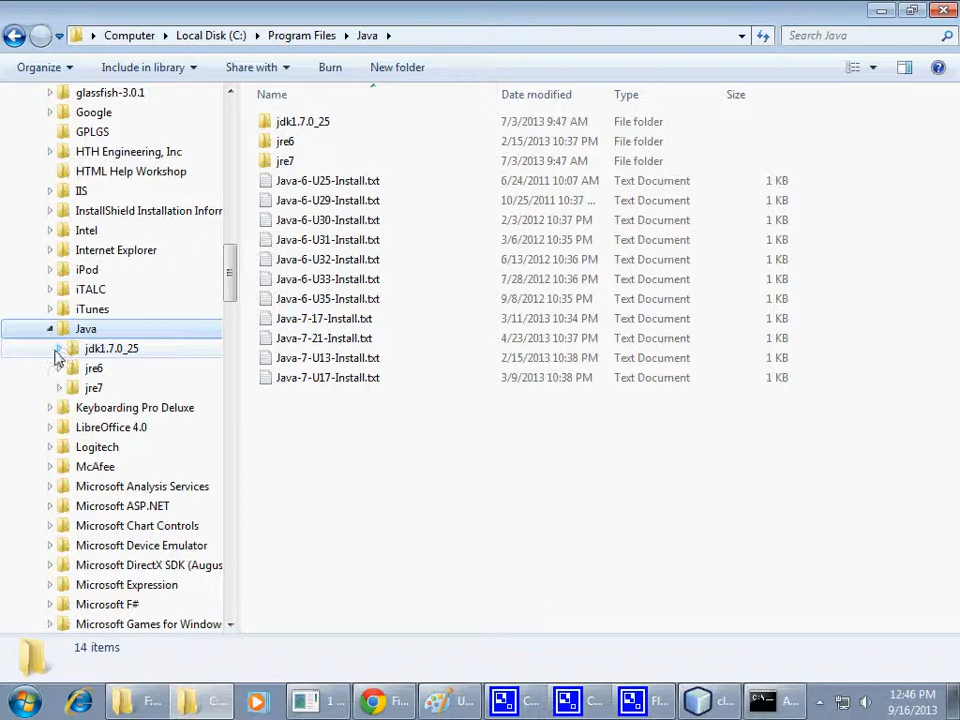 Computer Local Disk (C:) Program Files Java Search Java
Organize Include in library Share with Burn New folder
glassfish-3.0.1
Google
GPLGS
HTH Engineering, Inc
HTML Help Workshop
IIS
InstallShield Installation Inforr
Intel
Internet Explorer
iPod
iTALC
iTunes
Java
jdk1.7.0_25
jre6
jre7
Keyboarding Pro Deluxe
LibreOffice 4.0
Logitech
McAfee
Microsoft Analysis Services
Microsoft ASP.NET
Microsoft Chart Controls
Microsoft Device Emulator
Microsoft DirectX SDK (Augus
Microsoft Expression
Microsoft F#
Microsoft Games for Window
Name Date modified Type Size
jdk1.7.0_25 7/3/2013 9:47 AM File folder
jre6 2/15/2013 10:37 PM File folder
jre7 7/3/2013 9:47 AM File folder
Java-6-U25-Install.txt 6/24/2011 10:07 AM Text Document 1 KB
Java-6-U29-Install.txt 10/25/2011 10:37 ... Text Document 1 KB
Java-6-U30-Install.txt 2/3/2012 10:37 PM Text Document 1 KB
Java-6-U31-Install.txt 3/6/2012 10:35 PM Text Document 1 KB
Java-6-U32-Install.txt 6/13/2012 10:36 PM Text Document 1 KB
Java-6-U33-Install.txt 7/28/2012 10:36 PM Text Document 1 KB
Java-6-U35-Install.txt 9/8/2012 10:35 PM Text Document 1 KB
Java-7-17-Install.txt 3/11/2013 10:34 PM Text Document 1 KB
Java-7-21-Install.txt 4/23/2013 10:37 PM Text Document 1 KB
Java-7-U13-Install.txt 2/15/2013 10:38 PM Text Document 1 KB
Java-7-U17-Install.txt 3/9/2013 10:38 PM Text Document 1 KB
14 items
F:... C:... 1 ... Fi... U... C... C... Fl... cl... A...
12:46 PM
9/16/2013